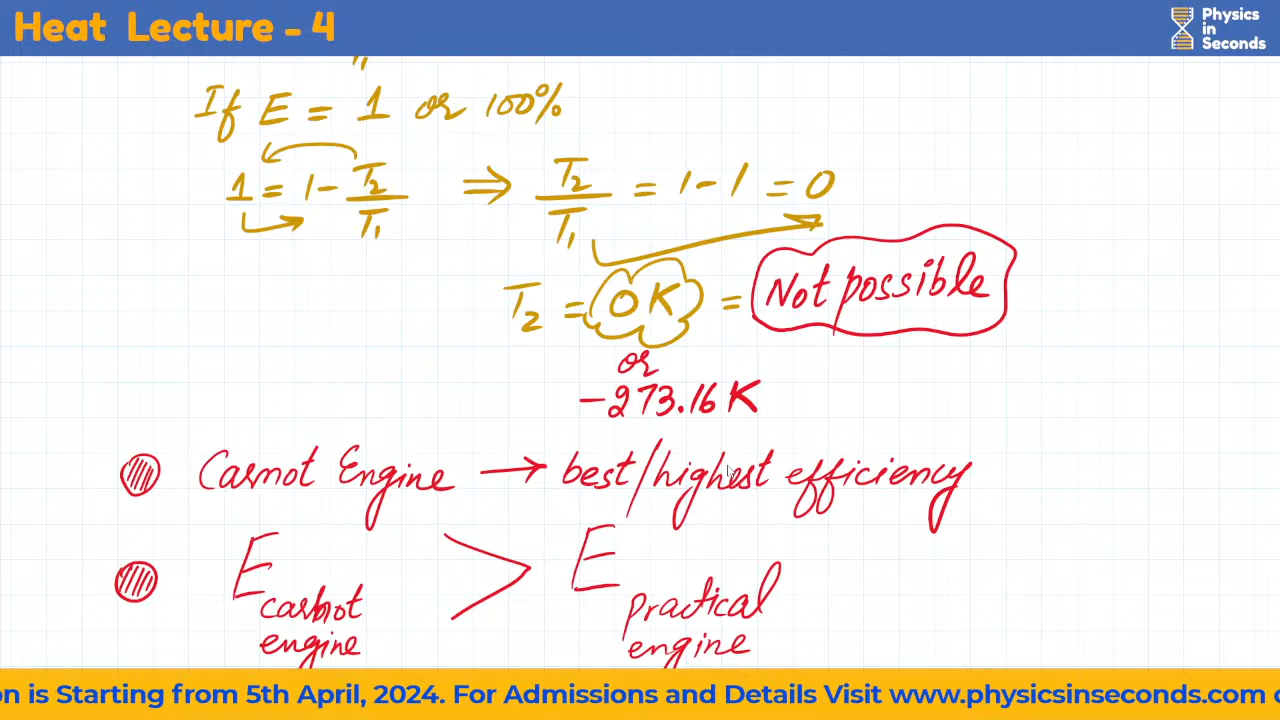 Heat Lecture - 4
Physics
in
Seconds
If E = 1 or 100%
1 = 1 - T₂/T₁ ⇒ T₂/T₁ = 1 - 1 = 0
T₂ = 0 K = Not possible
or
-273.16 K
Carnot Engine → best/highest efficiency
E carnot engine > E practical engine
on is Starting from 5th April, 2024. For Admissions and Details Visit www.physicsinseconds.com